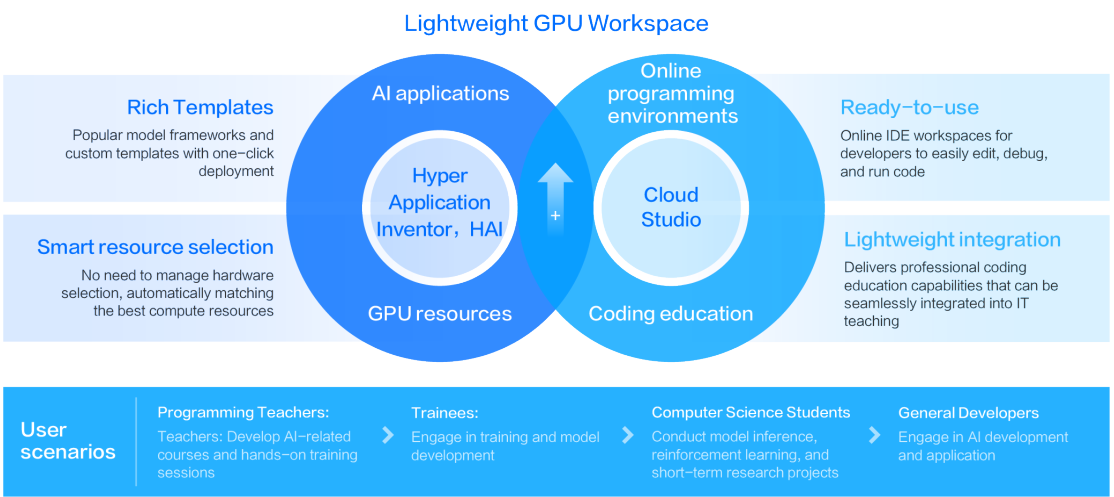 Lightweight GPU Workspace
Rich Templates
Popular model frameworks and
custom templates with one-click
deployment
Smart resource selection
No need to manage hardware
selection, automatically matching
the best compute resources
AI applications
Hyper
Application
Inventor，HAI
GPU resources
+
Online
programming
environments
Cloud
Studio
Coding education
Ready-to-use
Online IDE workspaces for
developers to easily edit, debug,
and run code
Lightweight integration
Delivers professional coding
education capabilities that can be
seamlessly integrated into IT
teaching
User
scenarios
Programming Teachers:
Teachers: Develop AI-related
courses and hands-on training
sessions
Trainees:
Engage in training and model
development
Computer Science Students
Conduct model inference,
reinforcement learning, and
short-term research projects
General Developers
Engage in AI development
and application